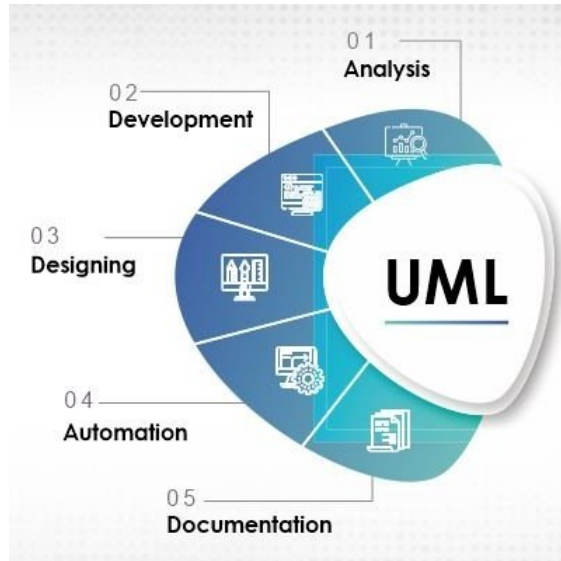 01
Analysis
02
Development
03
Designing
UML
04
Automation
05
Documentation